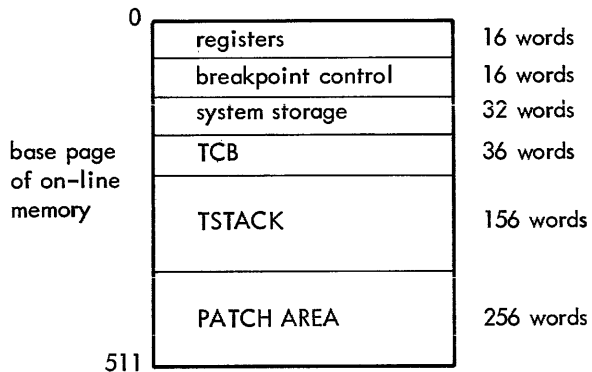 0
registers 16 words
breakpoint control 16 words
system storage 32 words
base page
of on-line
memory
TCB 36 words
TSTACK 156 words
PATCH AREA 256 words
511